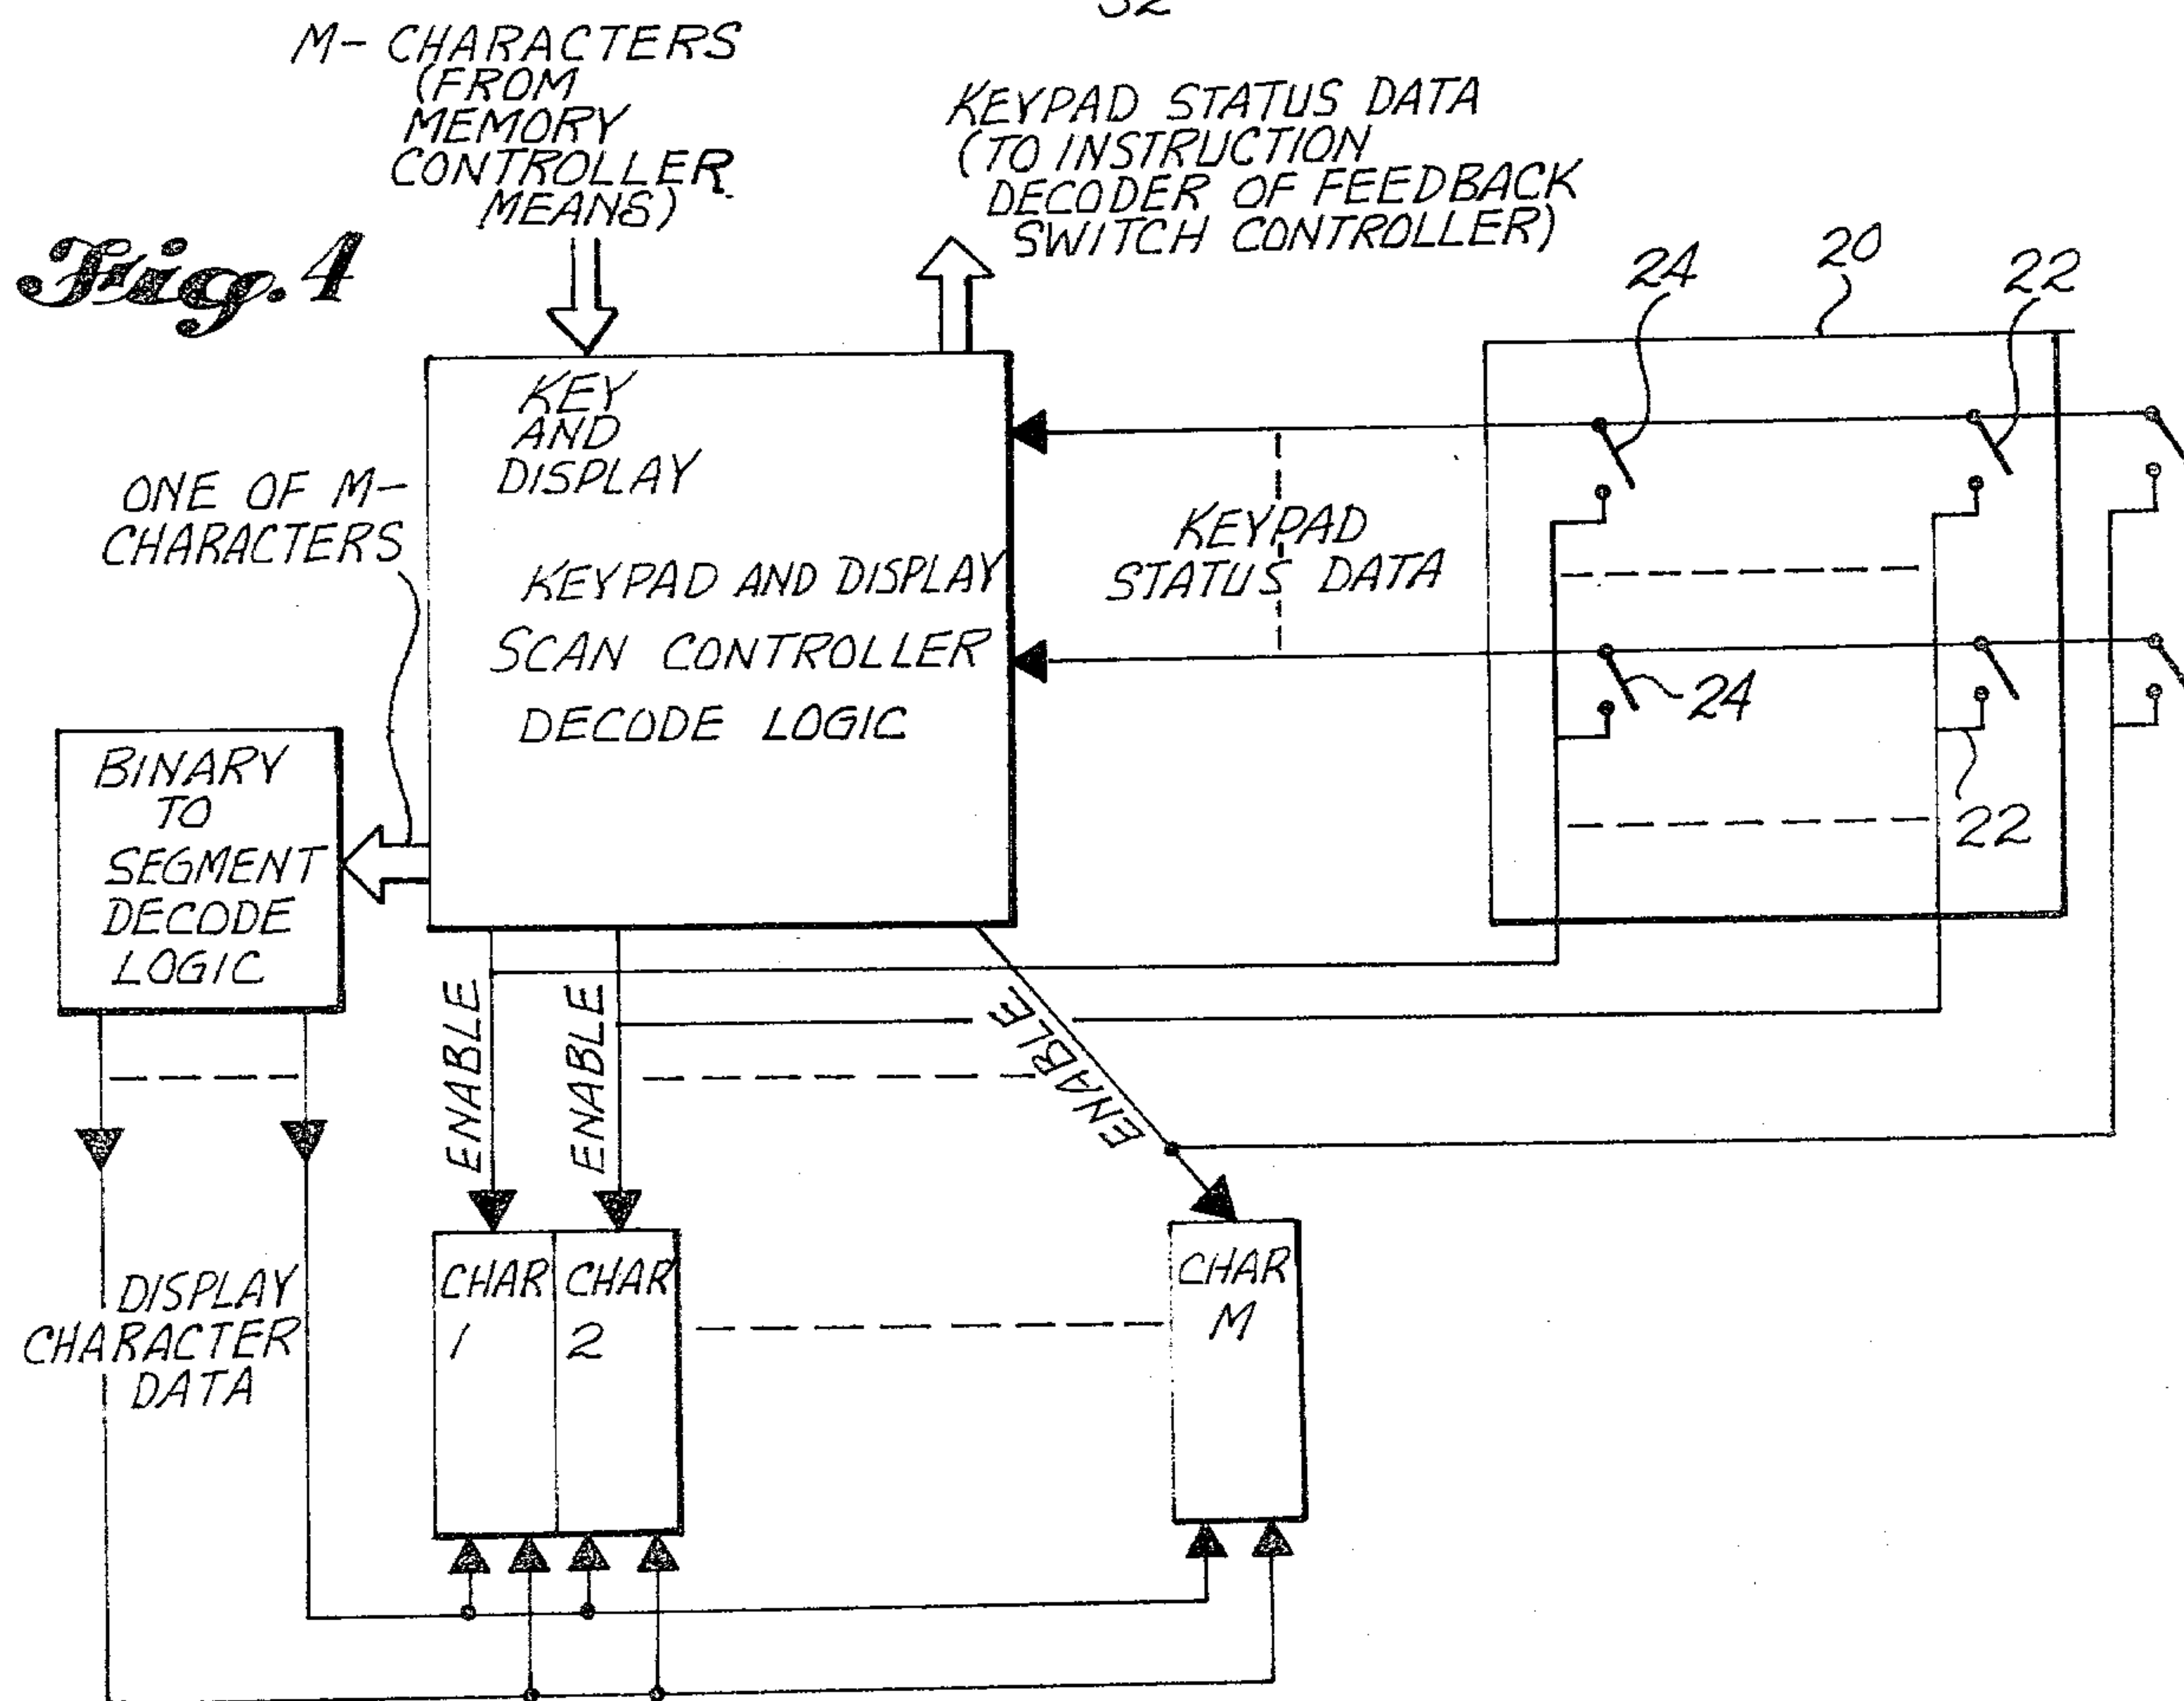 32
M- CHARACTERS
(FROM
MEMORY
CONTROLLER
MEANS)
KEYPAD STATUS DATA
(TO INSTRUCTION
DECODER OF FEEDBACK
SWITCH CONTROLLER)
Fig. 4
24
20
22
KEY
AND
DISPLAY
KEYPAD AND DISPLAY
SCAN CONTROLLER
DECODE LOGIC
ONE OF M-
CHARACTERS
KEYPAD
STATUS DATA
24
22
BINARY
TO
SEGMENT
DECODE
LOGIC
ENABLE
ENABLE
ENABLE
DISPLAY
CHARACTER
DATA
CHAR
1
CHAR
2
CHAR
M